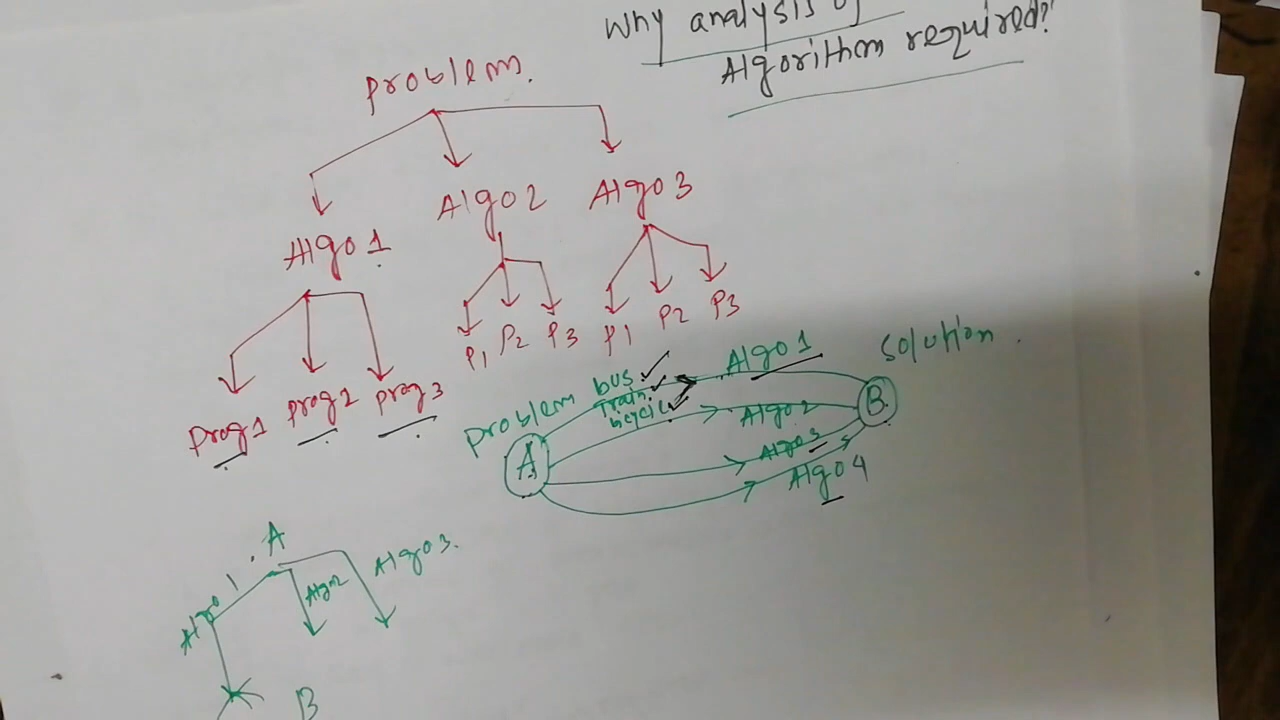 Why analysis of
Algorithm required?
Problem.
Algo 1
Algo 2
Algo 3
Prog 1
Prog 2
Prog 3
P1
P2
P3
P1
P2
P3
Problem
bus
Train
bicycle
A
Algo 1
Algo 2
Algo 3
Algo 4
Solution.
B
A
Algo 1
Algo 2
Algo 3.
B